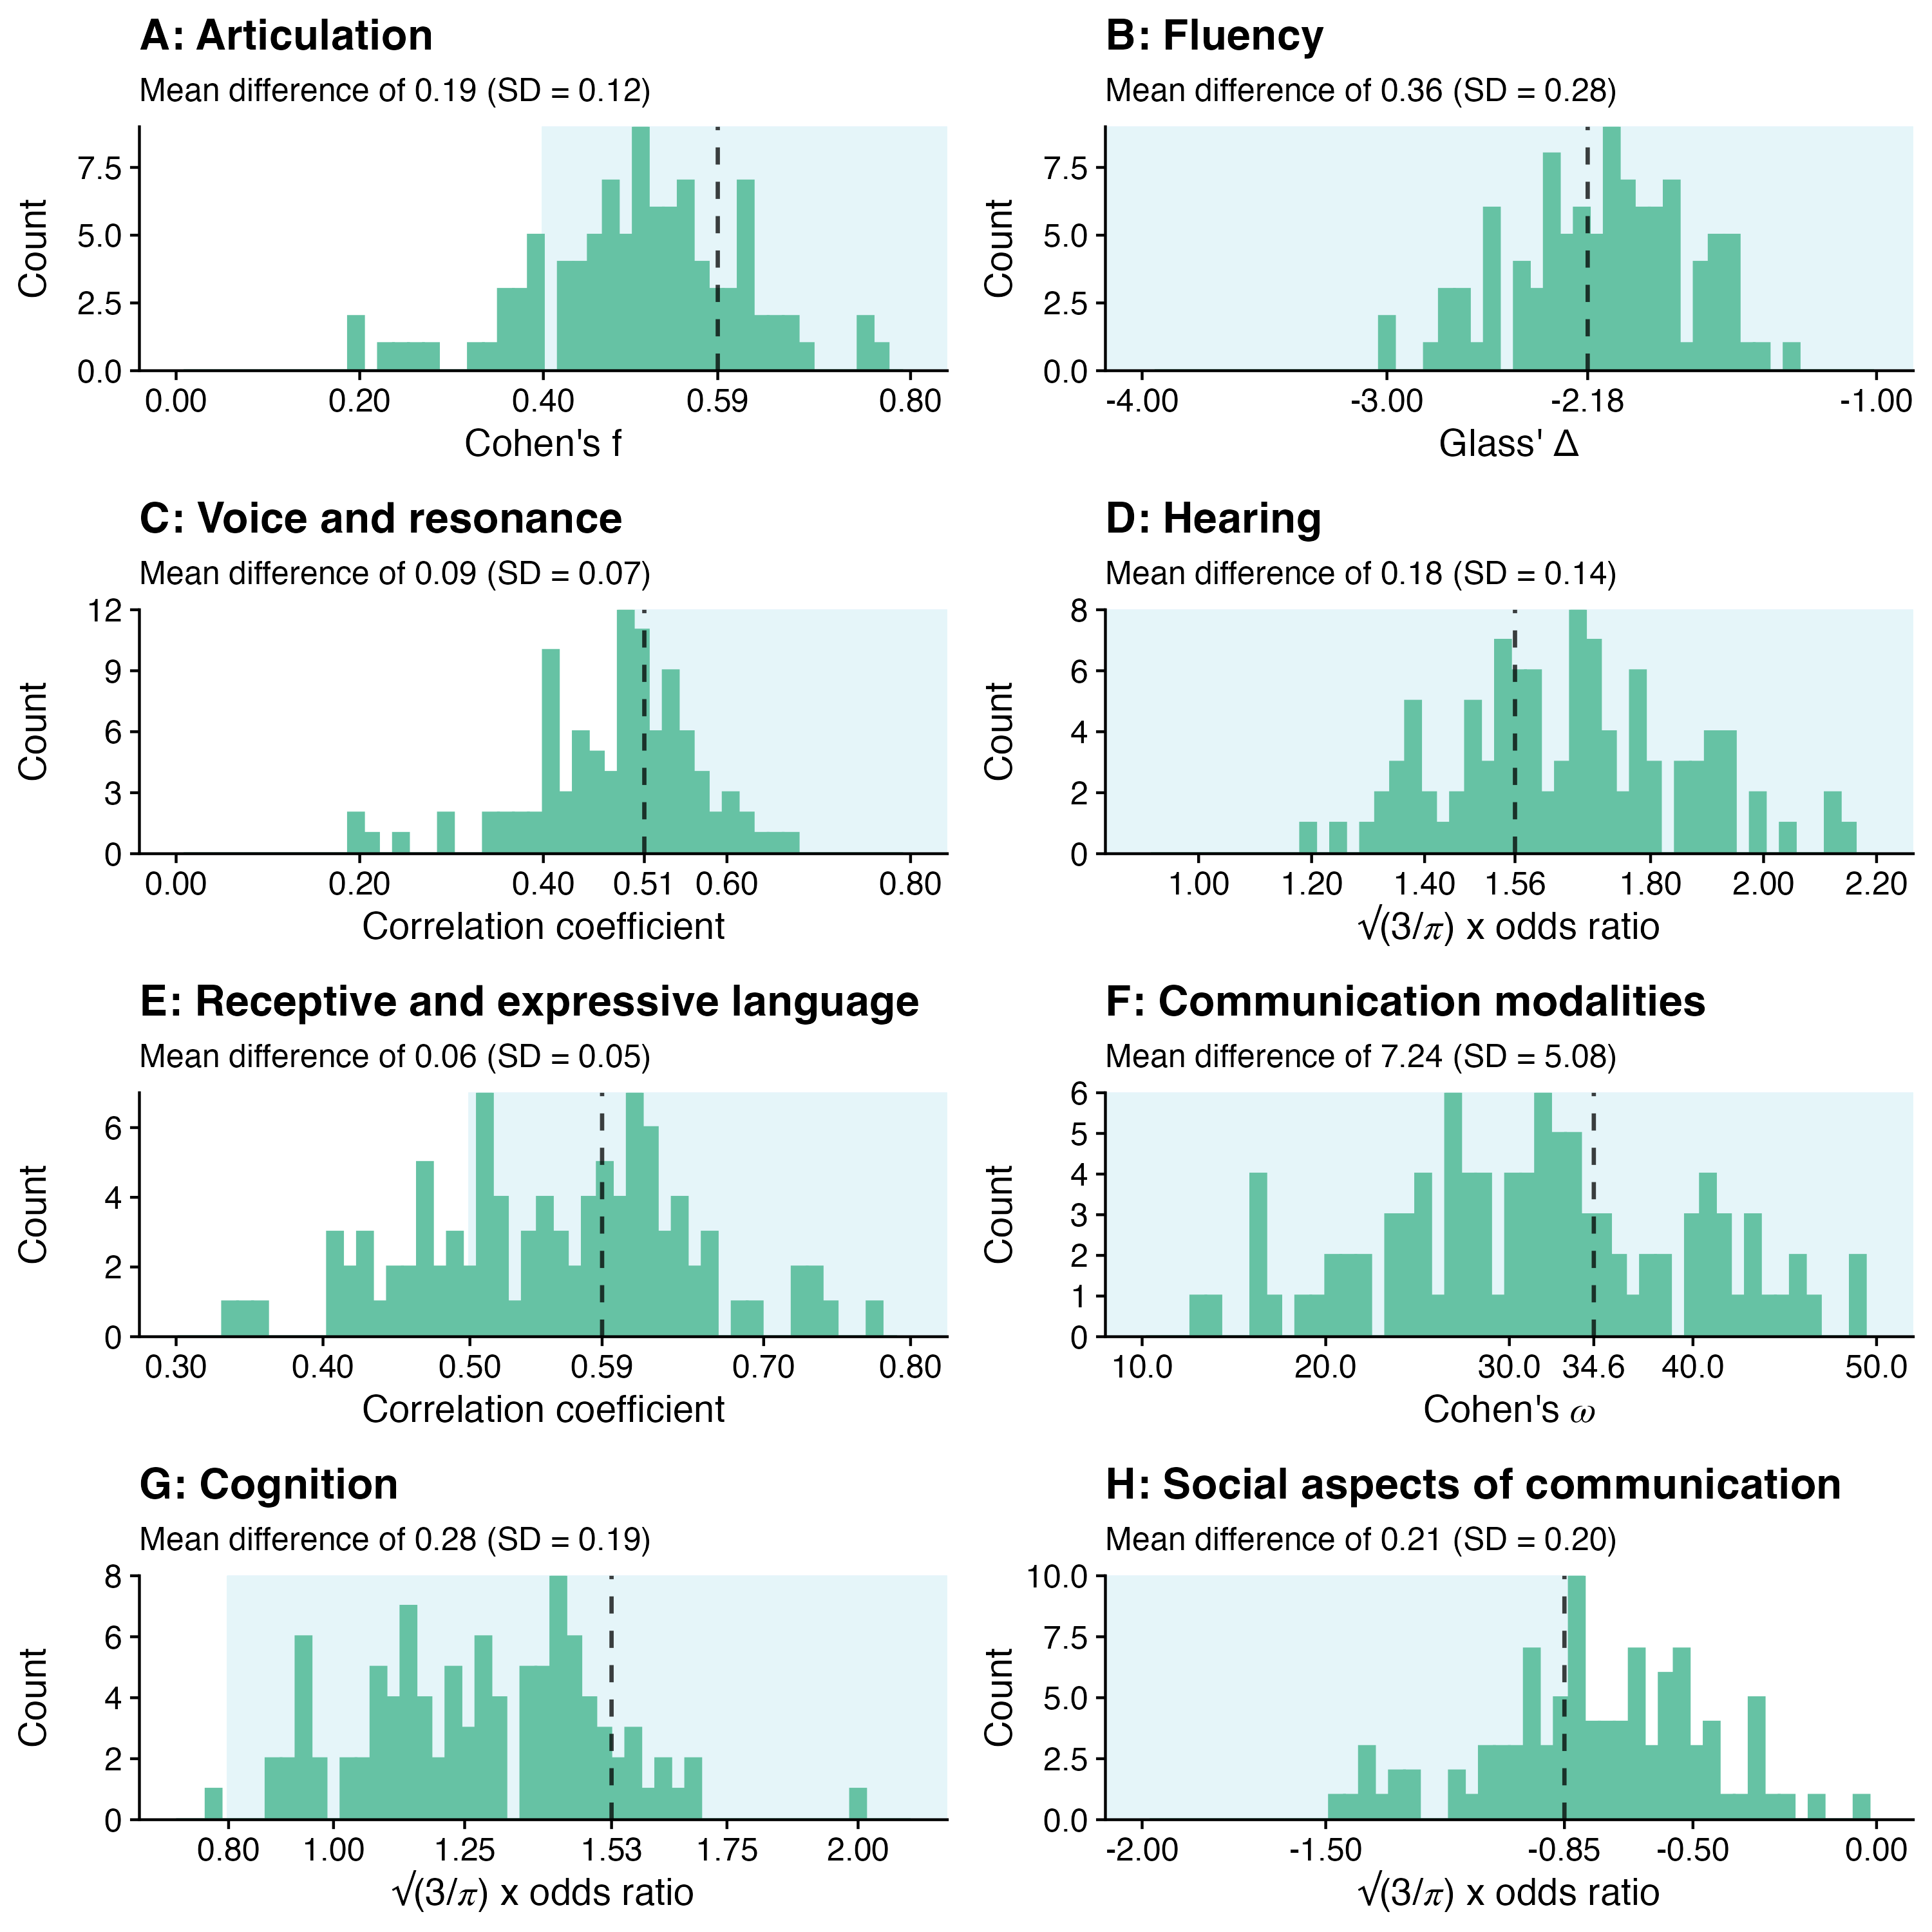 A: Articulation
Mean difference of 0.19 (SD = 0.12)
Count
7.5
5.0
2.5
0.0
0.00 0.20 0.40 0.59 0.80
Cohen's f
B: Fluency
Mean difference of 0.36 (SD = 0.28)
Count
7.5
5.0
2.5
0.0
-4.00 -3.00 -2.18 -1.00
Glass' Δ
C: Voice and resonance
Mean difference of 0.09 (SD = 0.07)
Count
12
9
6
3
0
0.00 0.20 0.40 0.51 0.60 0.80
Correlation coefficient
D: Hearing
Mean difference of 0.18 (SD = 0.14)
Count
8
6
4
2
0
1.00 1.20 1.40 1.56 1.80 2.00 2.20
√(3/π) x odds ratio
E: Receptive and expressive language
Mean difference of 0.06 (SD = 0.05)
Count
6
4
2
0
0.30 0.40 0.50 0.59 0.70 0.80
Correlation coefficient
F: Communication modalities
Mean difference of 7.24 (SD = 5.08)
Count
6
5
4
3
2
1
0
10.0 20.0 30.0 34.6 40.0 50.0
Cohen's ω
G: Cognition
Mean difference of 0.28 (SD = 0.19)
Count
8
6
4
2
0
0.80 1.00 1.25 1.53 1.75 2.00
√(3/π) x odds ratio
H: Social aspects of communication
Mean difference of 0.21 (SD = 0.20)
Count
10.0
7.5
5.0
2.5
0.0
-2.00 -1.50 -0.85 -0.50 0.00
√(3/π) x odds ratio